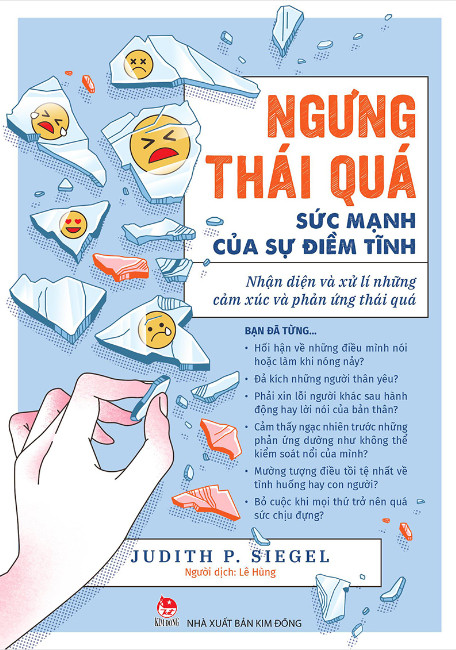 NGƯNG
THÁI QUÁ
SỨC MẠNH
CỦA SỰ ĐIỀM TĨNH
Nhận diện và xử lí những
cảm xúc và phản ứng thái quá
BẠN ĐÃ TỪNG...
• Hối hận về những điều mình nói
hoặc làm khi nóng nảy?
• Đả kích những người thân yêu?
• Phải xin lỗi người khác sau hành
động hay lời nói của bản thân?
• Cảm thấy ngạc nhiên trước những
phản ứng dường như không thể
kiểm soát nổi của mình?
• Mường tượng điều tồi tệ nhất về
tình huống hay con người?
• Bỏ cuộc khi mọi thứ trở nên quá
sức chịu đựng?
JUDITH P. SIEGEL
Người dịch: Lê Hùng
KIM ĐỒNG
NHÀ XUẤT BẢN KIM ĐỒNG